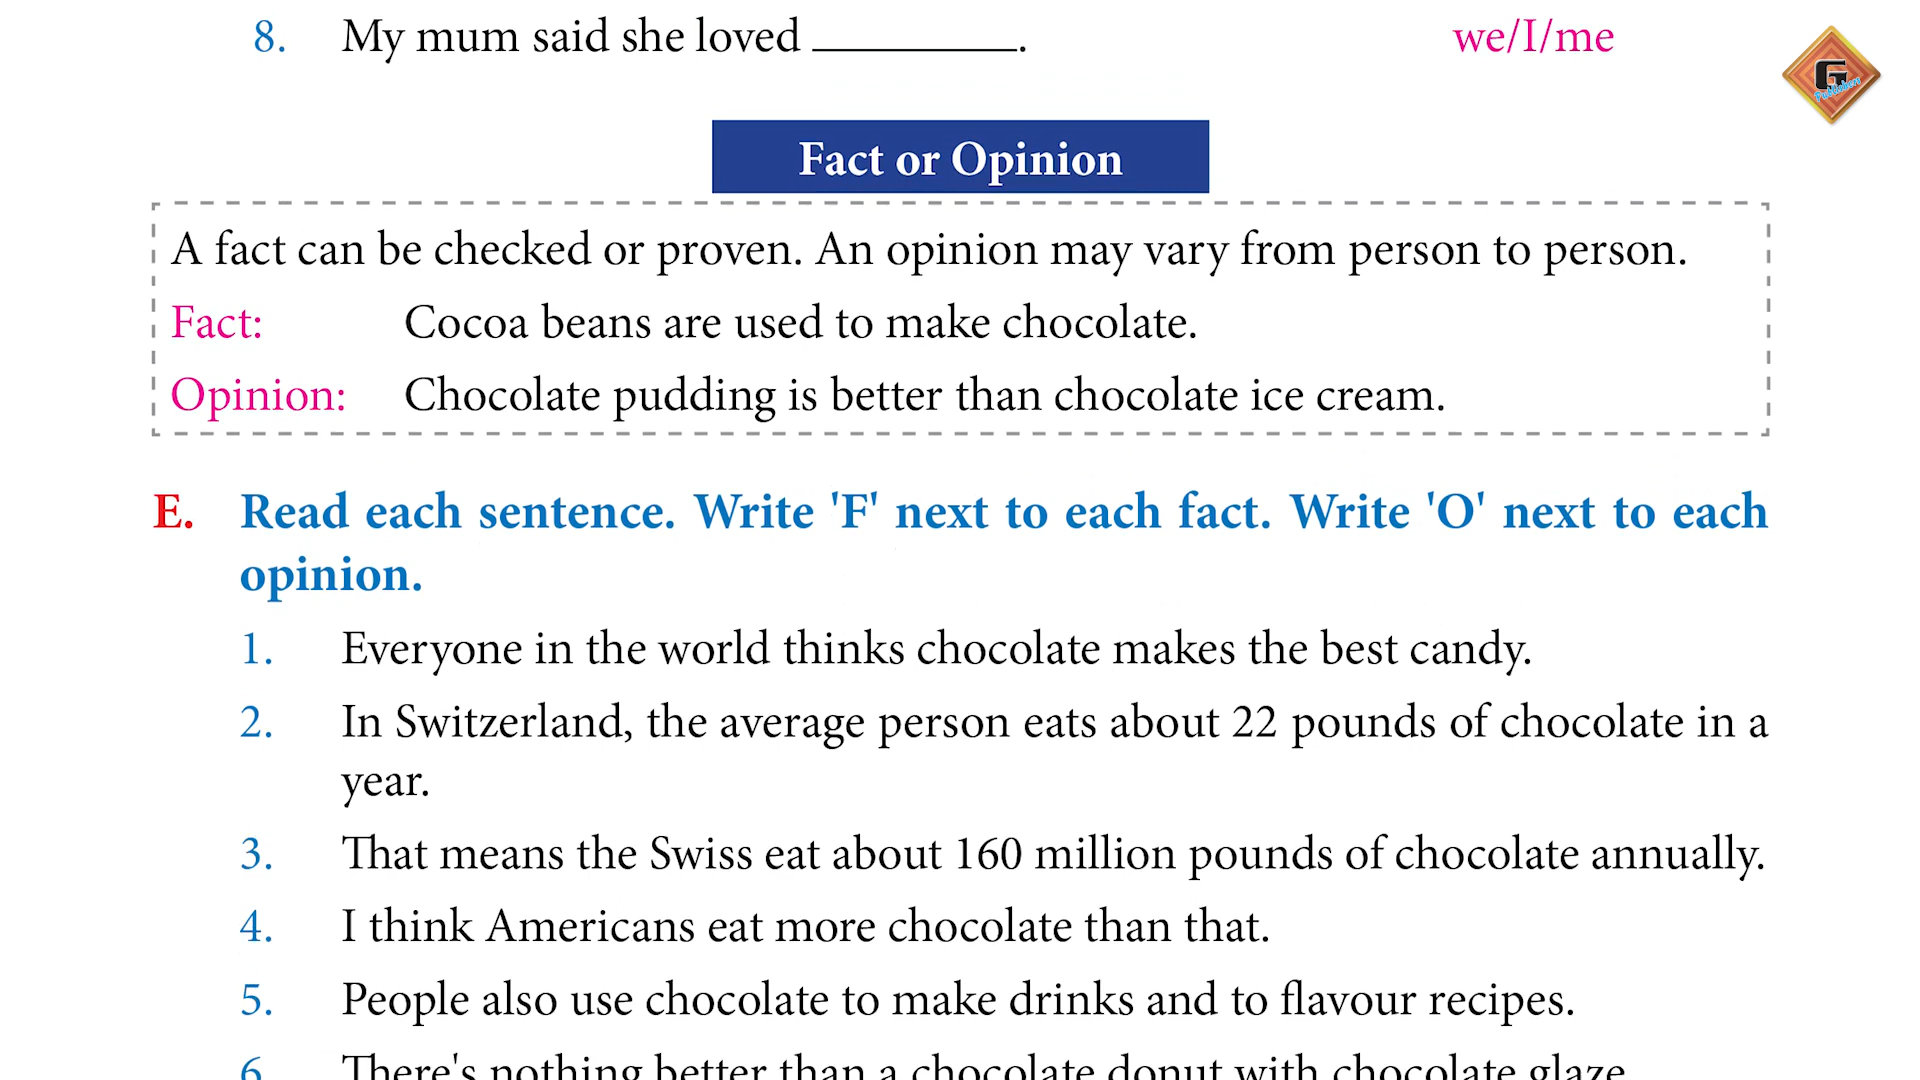 8. My mum said she loved __________. we/I/me
G
Publishers
Fact or Opinion
A fact can be checked or proven. An opinion may vary from person to person.
Fact: Cocoa beans are used to make chocolate.
Opinion: Chocolate pudding is better than chocolate ice cream.
E. Read each sentence. Write 'F' next to each fact. Write 'O' next to each
opinion.
1. Everyone in the world thinks chocolate makes the best candy.
2. In Switzerland, the average person eats about 22 pounds of chocolate in a
year.
3. That means the Swiss eat about 160 million pounds of chocolate annually.
4. I think Americans eat more chocolate than that.
5. People also use chocolate to make drinks and to flavour recipes.
6. There's nothing better than a chocolate donut with chocolate glaze